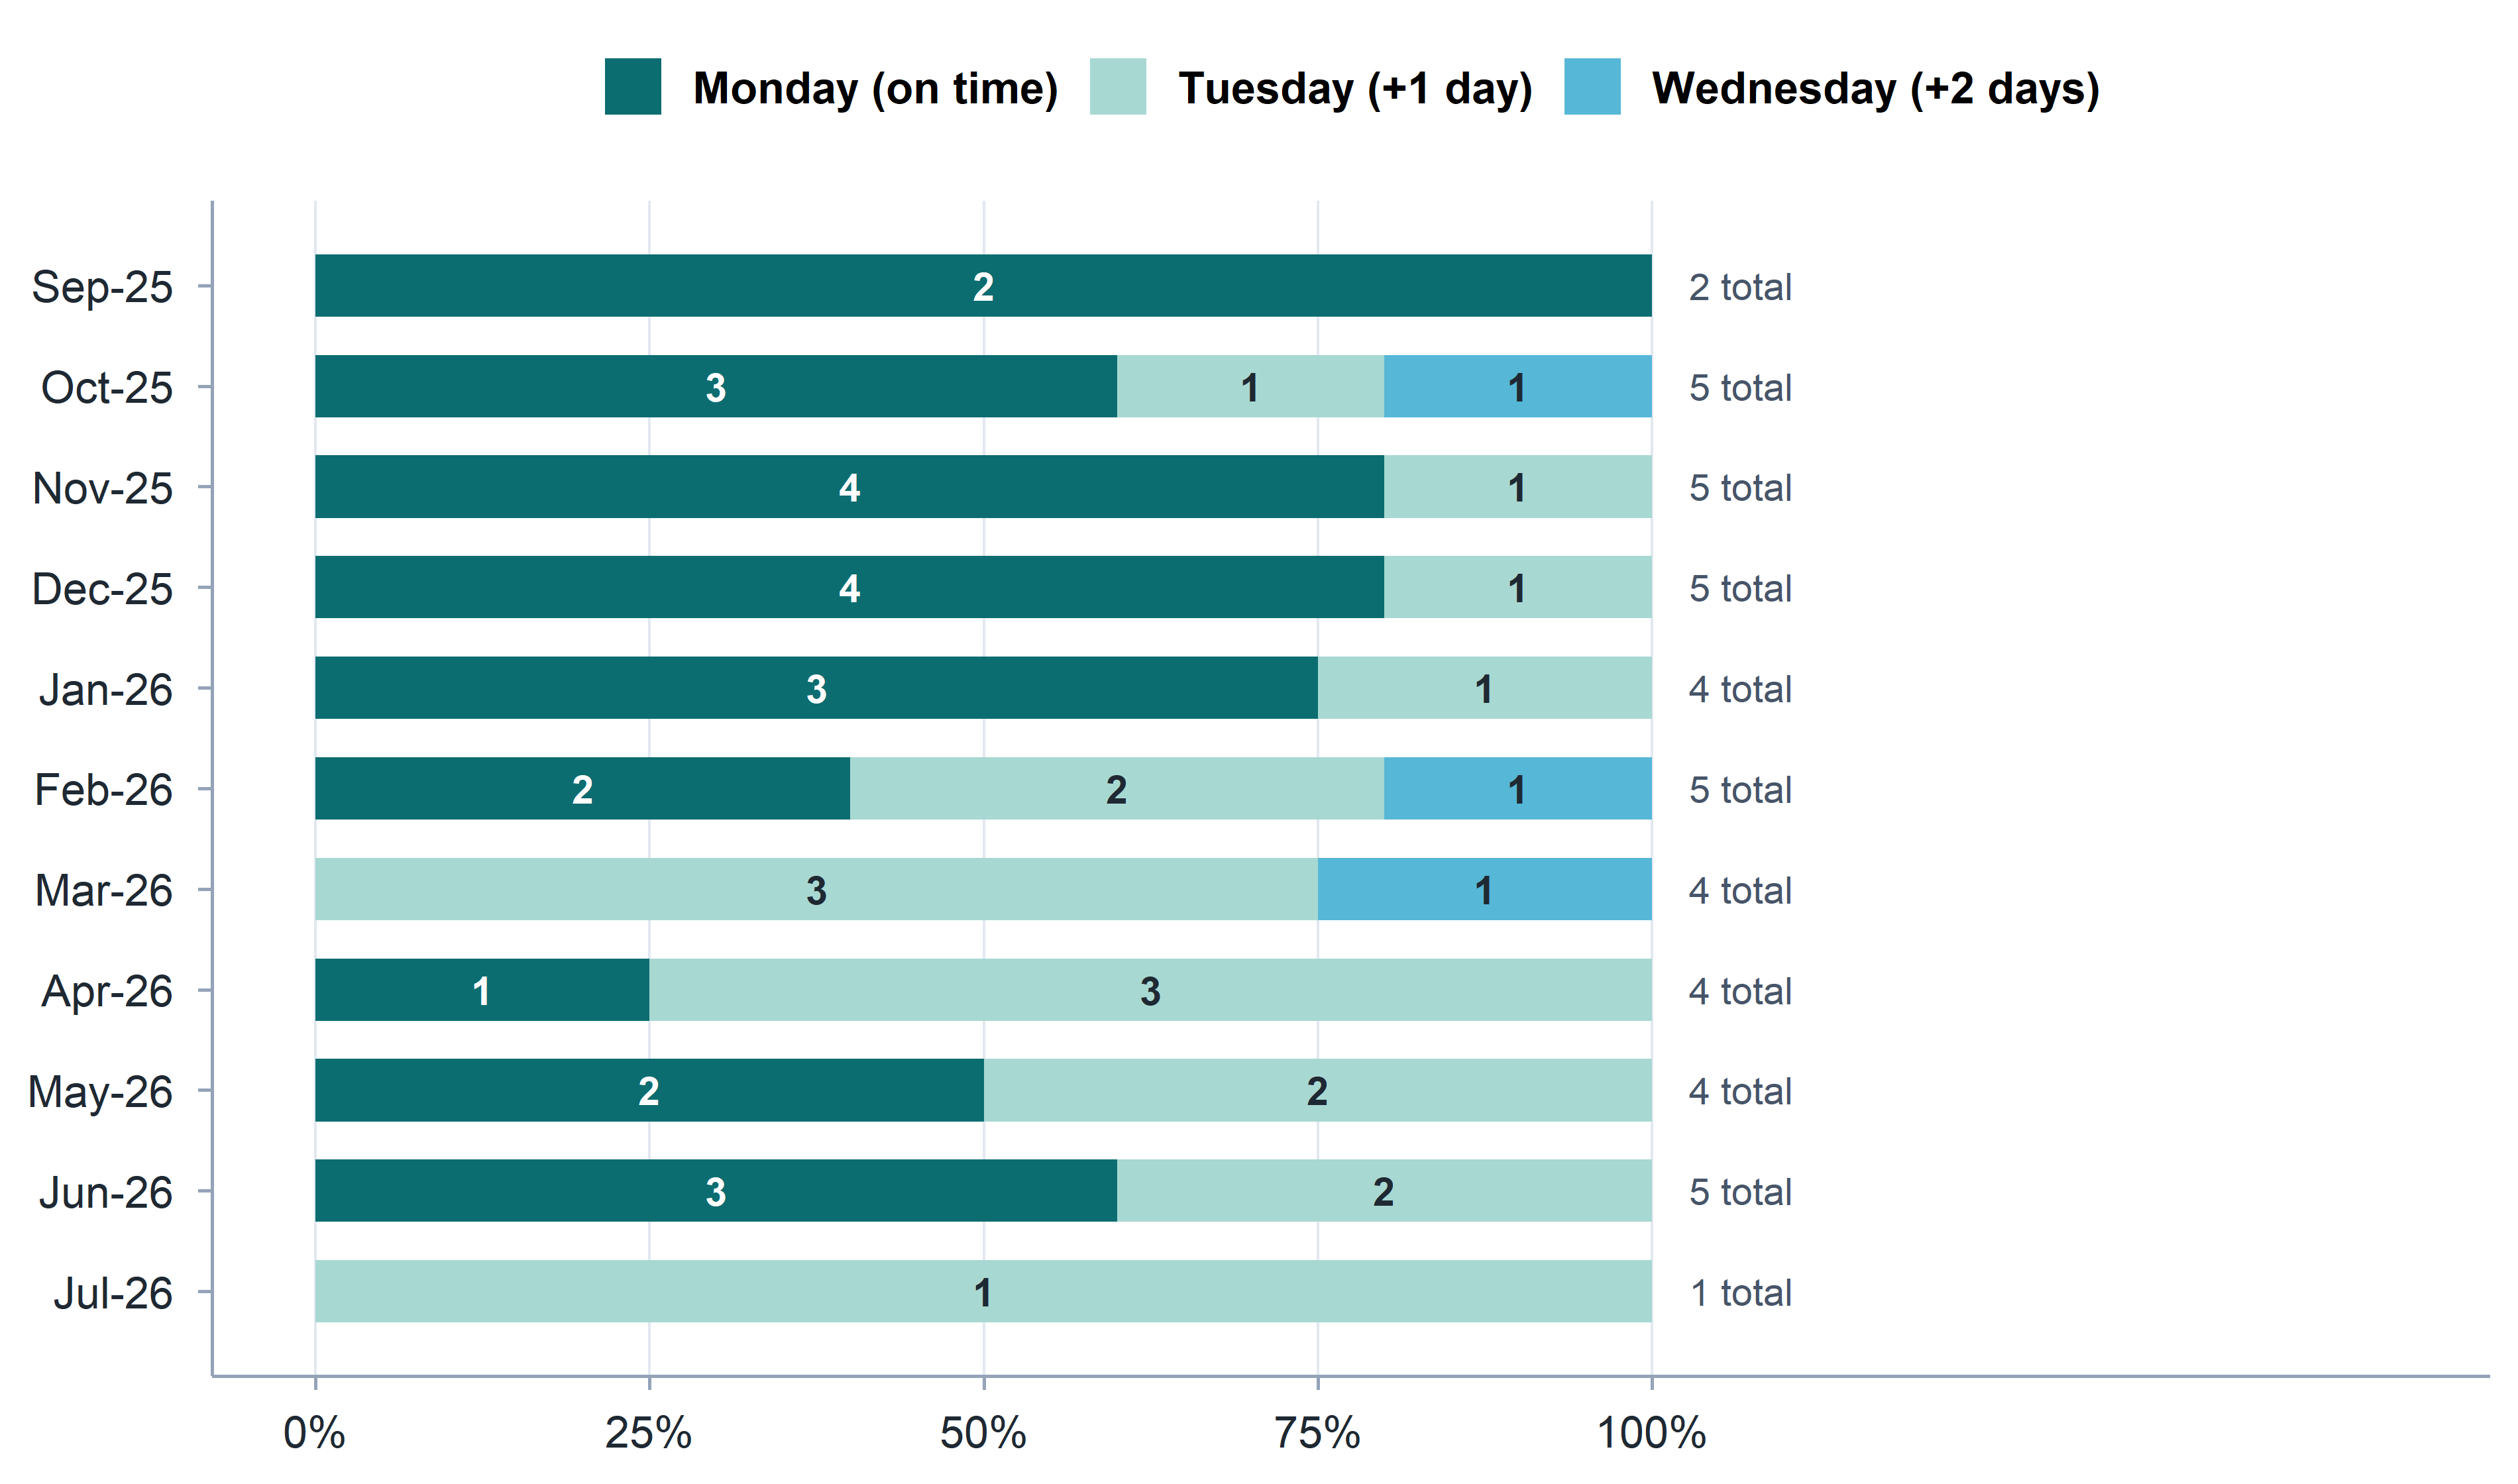 Monday (on time) Tuesday (+1 day) Wednesday (+2 days)
Sep-25 2 2 total
Oct-25 3 1 1 5 total
Nov-25 4 1 5 total
Dec-25 4 1 5 total
Jan-26 3 1 4 total
Feb-26 2 2 1 5 total
Mar-26 3 1 4 total
Apr-26 1 3 4 total
May-26 2 2 4 total
Jun-26 3 2 5 total
Jul-26 1 1 total
0% 25% 50% 75% 100%